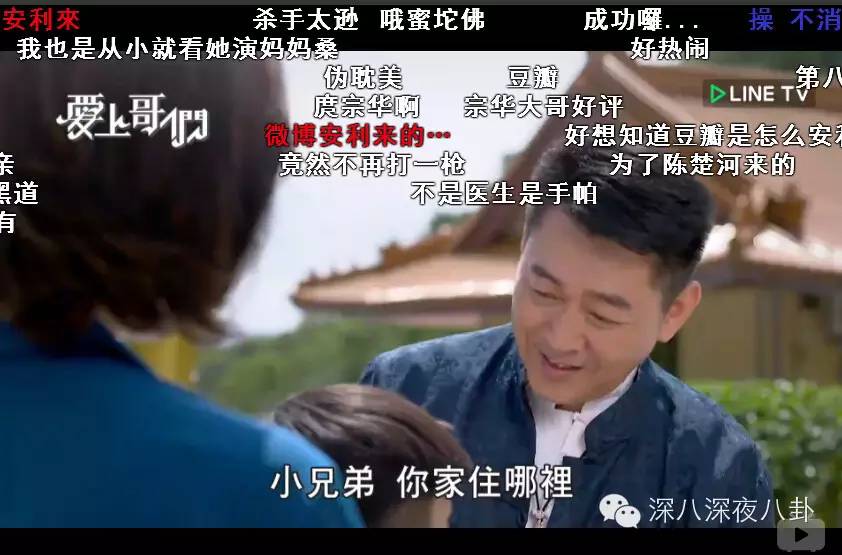 安利來 杀手太逊 哦蜜坨佛 成功囉... 操 不消
我也是从小就看她演妈妈桑 好热闹
伪耽美 豆瓣 第八
愛上哥們 庹宗华啊 宗华大哥好评 LINE TV
微博安利来的… 好想知道豆瓣是怎么安利
亲 竟然不再打一枪 为了陈楚河来的
黑道 不是医生是手帕
有
小兄弟 你家住哪裡
深八深夜八卦